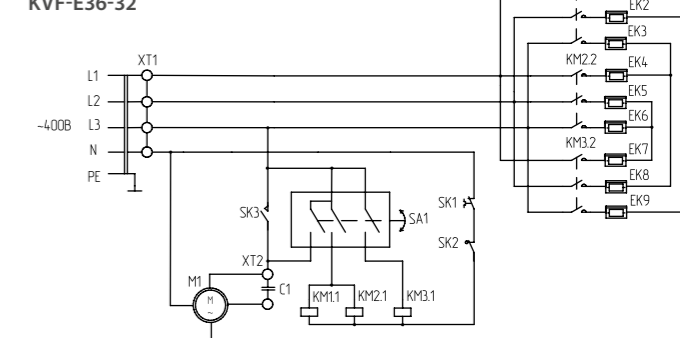 KVF-E36-32
EK2
EK3
XT1
KM2.2
EK4
L1
L2
EK5
~400В
L3
EK6
KM3.2
N
EK7
PE
EK8
SK1
EK9
SK3
SA1
SK2
XT2
M1
C1
M
~
KM1.1
KM2.1
KM3.1